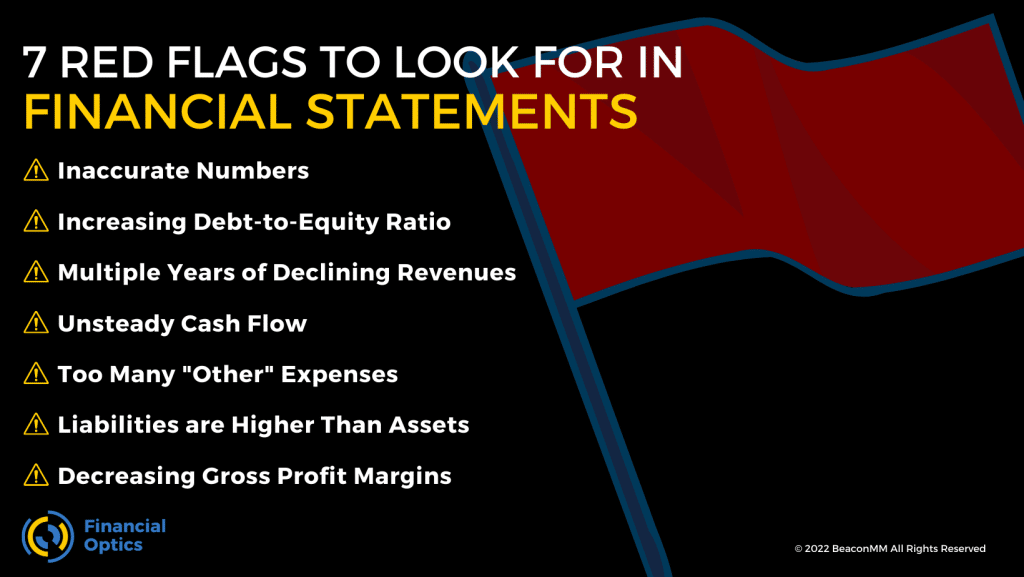 7 RED FLAGS TO LOOK FOR IN
FINANCIAL STATEMENTS
Inaccurate Numbers
Increasing Debt-to-Equity Ratio
Multiple Years of Declining Revenues
Unsteady Cash Flow
Too Many "Other" Expenses
Liabilities are Higher Than Assets
Decreasing Gross Profit Margins
Financial
Optics
© 2022 BeaconMM All Rights Reserved